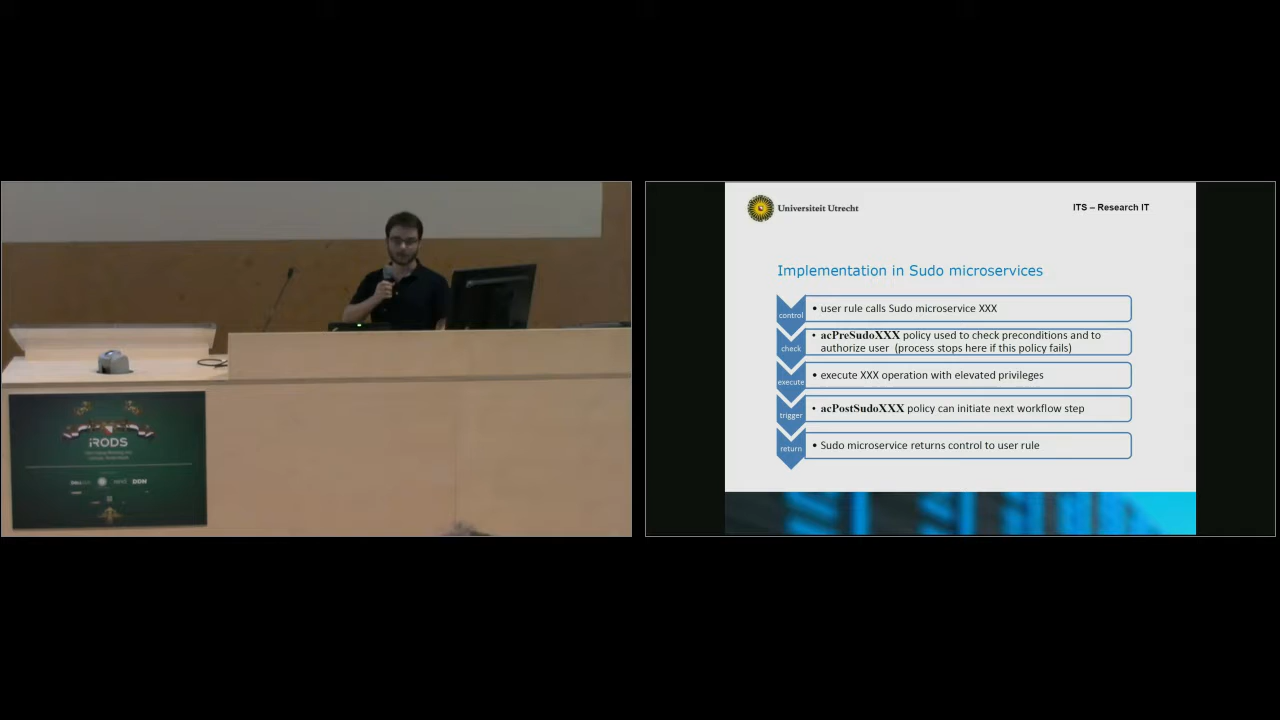 Universiteit Utrecht
ITS – Research IT
Implementation in Sudo microservices
control
• user rule calls Sudo microservice XXX
check
• acPreSudoXXX policy used to check preconditions and to
authorize user (process stops here if this policy fails)
execute
• execute XXX operation with elevated privileges
trigger
• acPostSudoXXX policy can initiate next workflow step
return
• Sudo microservice returns control to user rule
iRODS
DDN